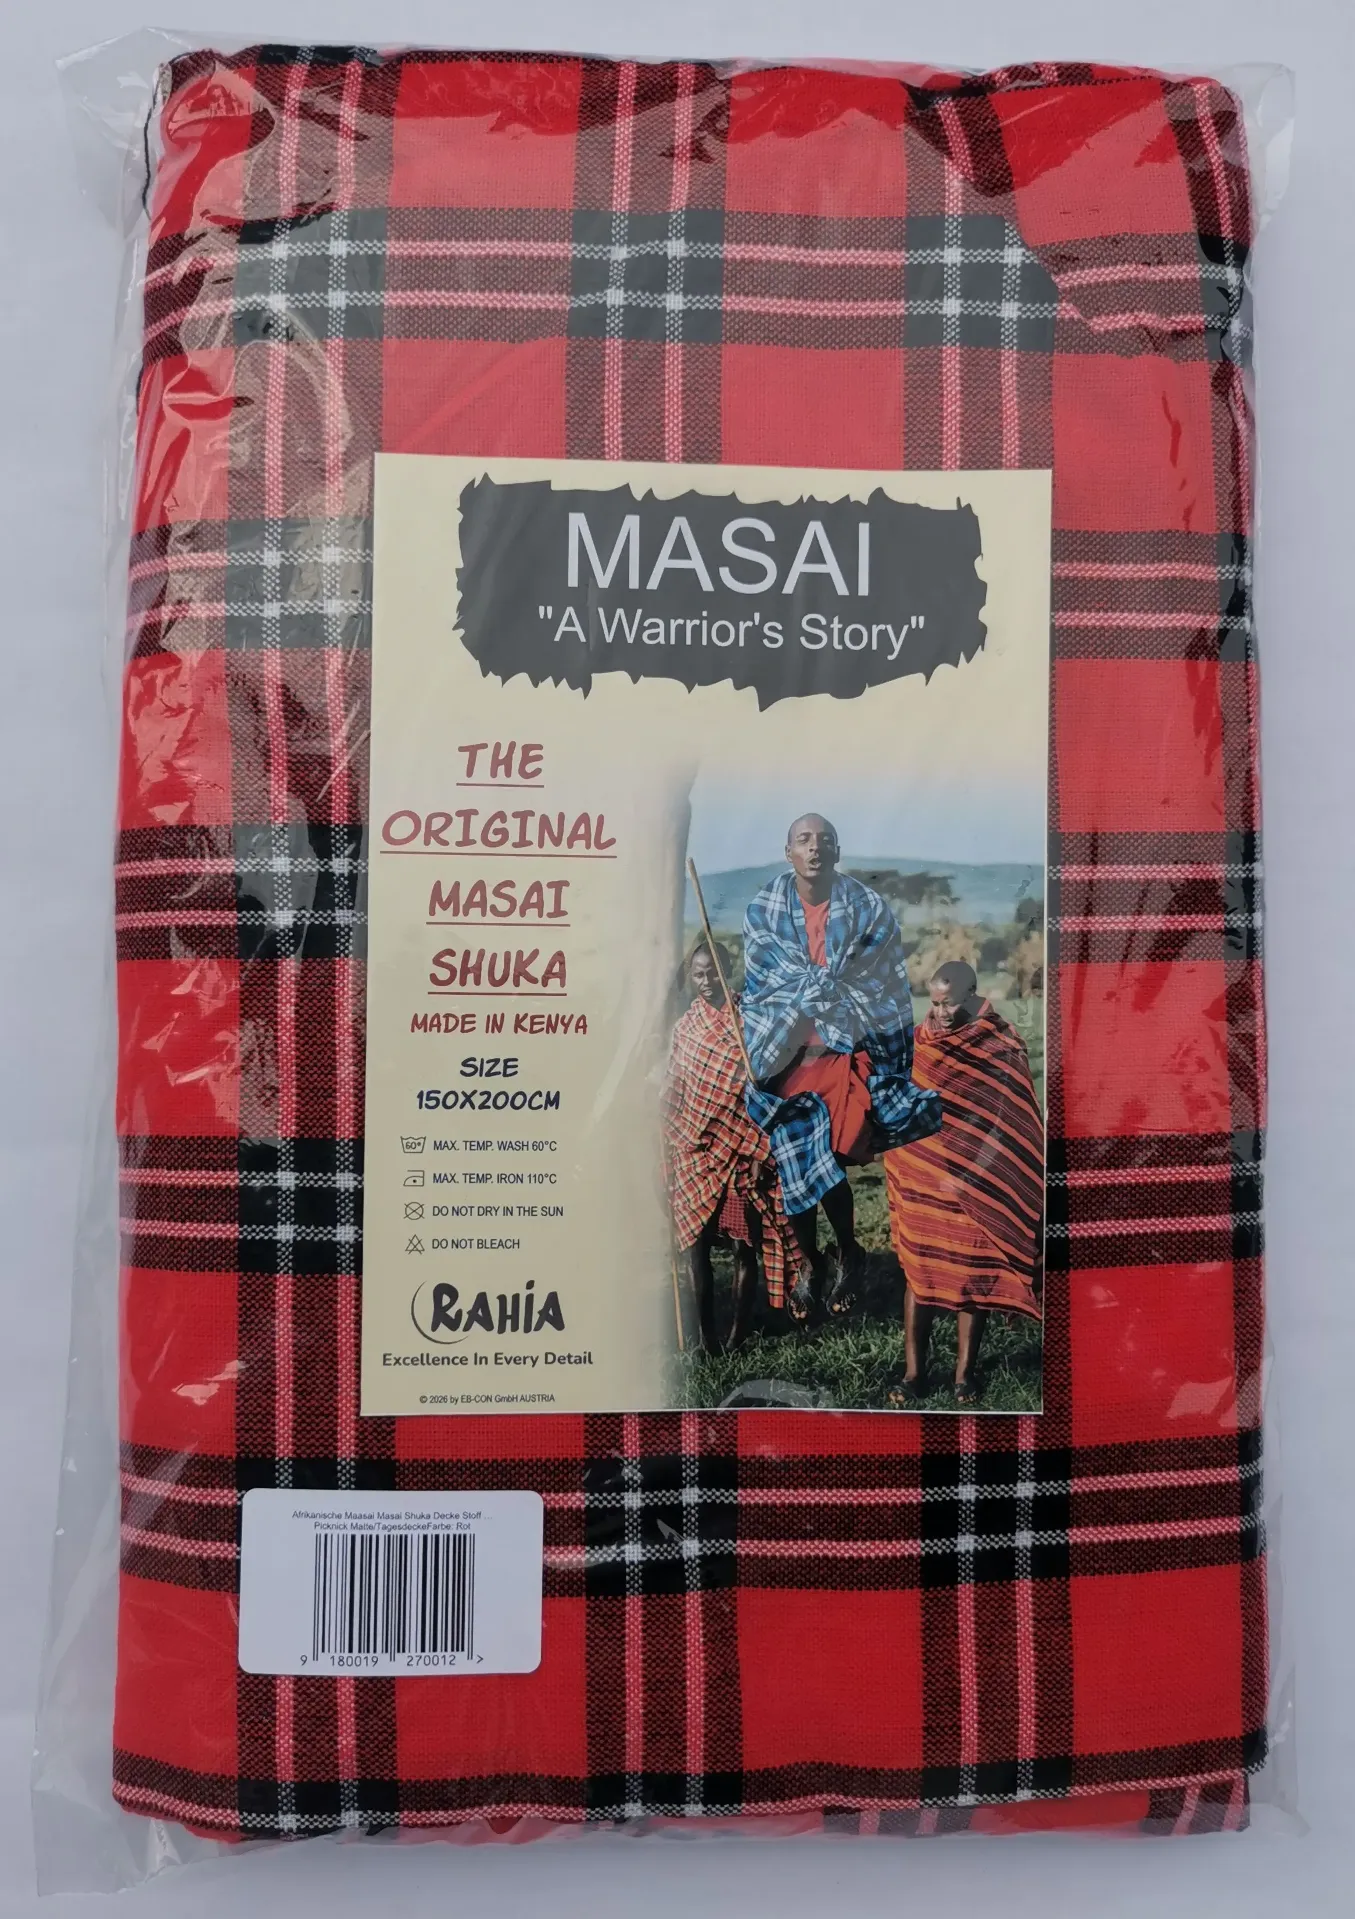 MASAI
"A Warrior's Story"
THE
ORIGINAL
MASAI
SHUKA
MADE IN KENYA
SIZE
150X200CM
60° MAX. TEMP. WASH 60°C
MAX. TEMP. IRON 110°C
DO NOT DRY IN THE SUN
DO NOT BLEACH
RAHIA
Excellence In Every Detail
© 2026 by EB-CON GmbH AUSTRIA
Afrikanische Maasai Masai Shuka Decke Stoff ...
Picknick Matte/TagesdeckeFarbe: Rot
9 180019 270012 >